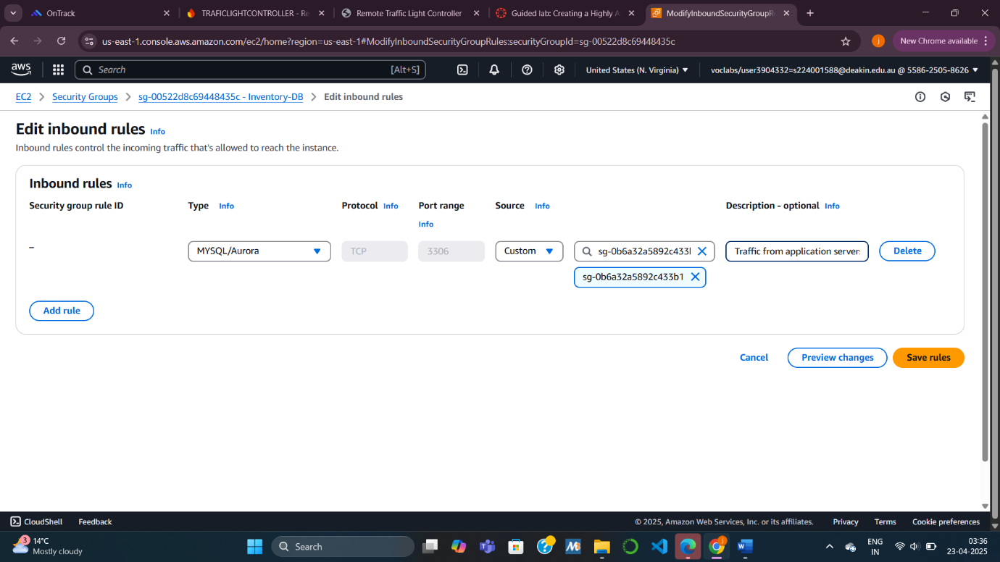 OnTrack
TRAFICLIGHTCONTROLLER - Re
Remote Traffic Light Controller
Guided lab: Creating a Highly A
ModifyInboundSecurityGroupR
us-east-1.console.aws.amazon.com/ec2/home?region=us-east-1#ModifyInboundSecurityGroupRules:securityGroupId=sg-00522d8c69448435c
j
New Chrome available
aws
Search
[Alt+S]
United States (N. Virginia)
voclabs/user3904332=s224001588@deakin.edu.au @ 5586-2505-8626
EC2
Security Groups
sg-00522d8c69448435c - Inventory-DB
Edit inbound rules
Edit inbound rules Info
Inbound rules control the incoming traffic that's allowed to reach the instance.
Inbound rules Info
Security group rule ID
Type Info
Protocol Info
Port range
Info
Source Info
Description - optional Info
–
MYSQL/Aurora
TCP
3306
Custom
sg-0b6a32a5892c433l
Traffic from application server
Delete
sg-0b6a32a5892c433b1
Add rule
Cancel
Preview changes
Save rules
CloudShell
Feedback
© 2025, Amazon Web Services, Inc. or its affiliates.
Privacy
Terms
Cookie preferences
3
14°C
Mostly cloudy
Search
j
ENG
IN
03:36
23-04-2025